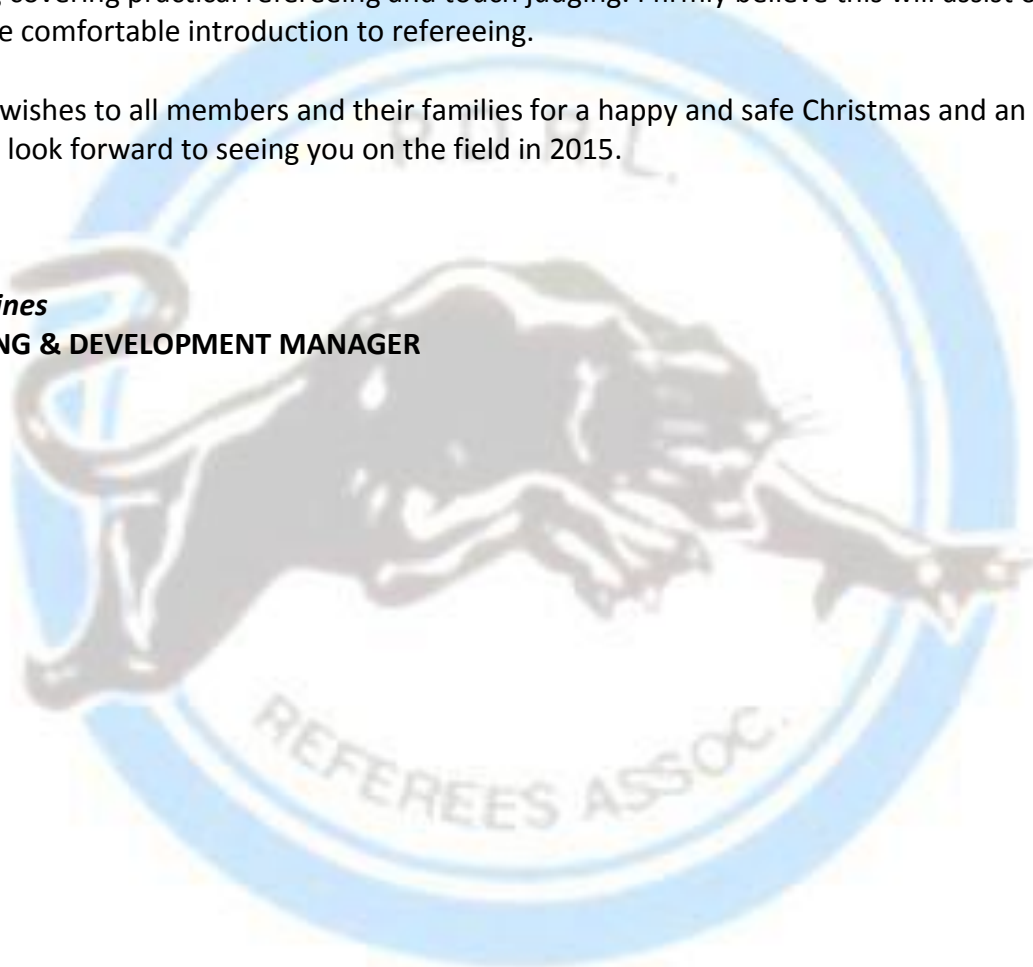 covering practical refereeing and touch judging. I firmly believe this will assist
comfortable introduction to refereeing.
wishes to all members and their families for a happy and safe Christmas and an
look forward to seeing you on the field in 2015.
& DEVELOPMENT MANAGER
REFEREES ASSOC.